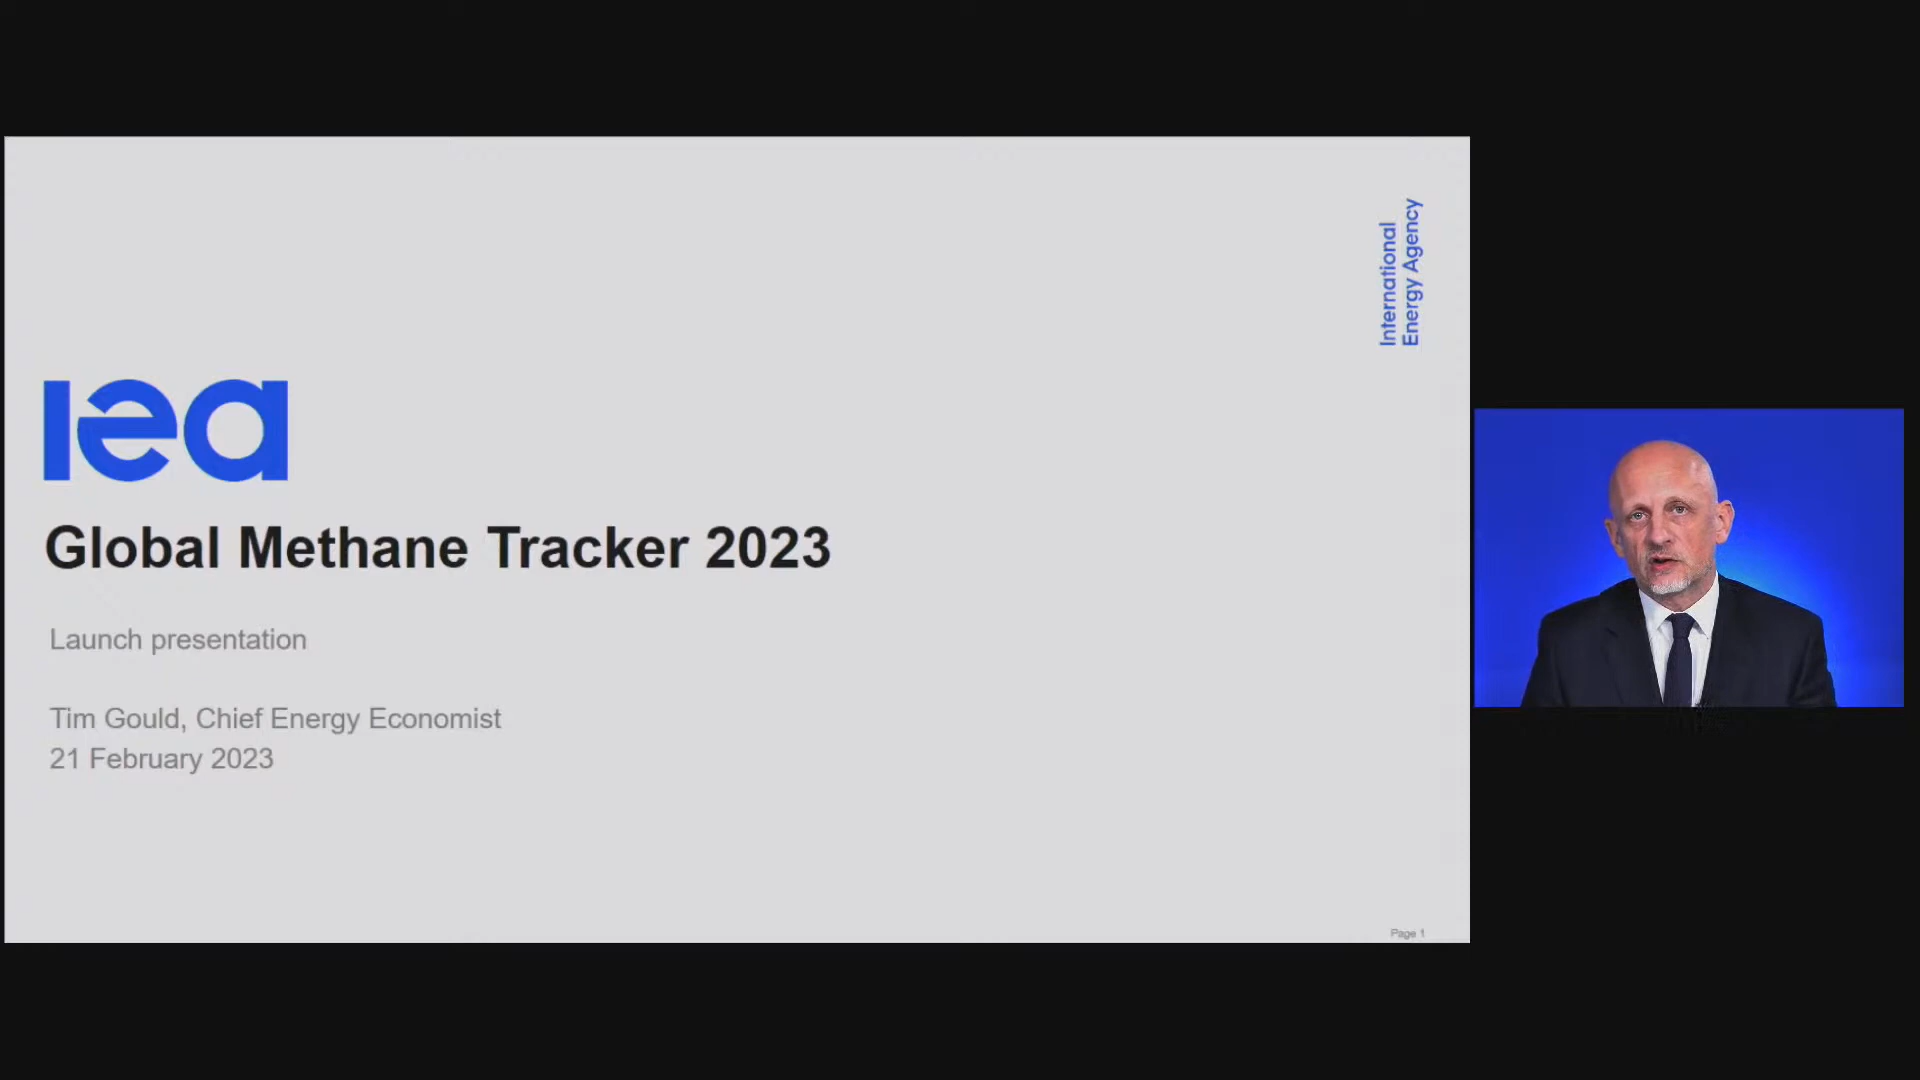 International
Energy Agency
iea
Global Methane Tracker 2023
Launch presentation
Tim Gould, Chief Energy Economist
21 February 2023
Page 1